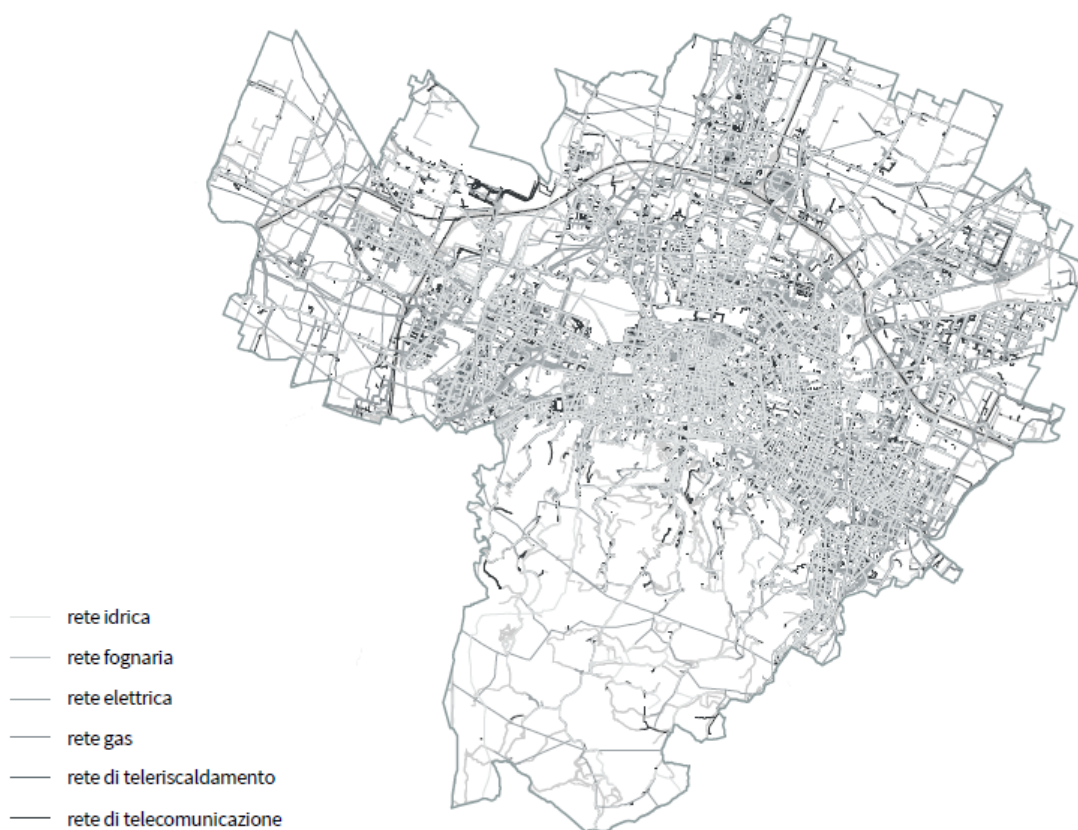 rete idrica
rete fognaria
rete elettrica
rete gas
rete di teleriscaldamento
rete di telecomunicazione